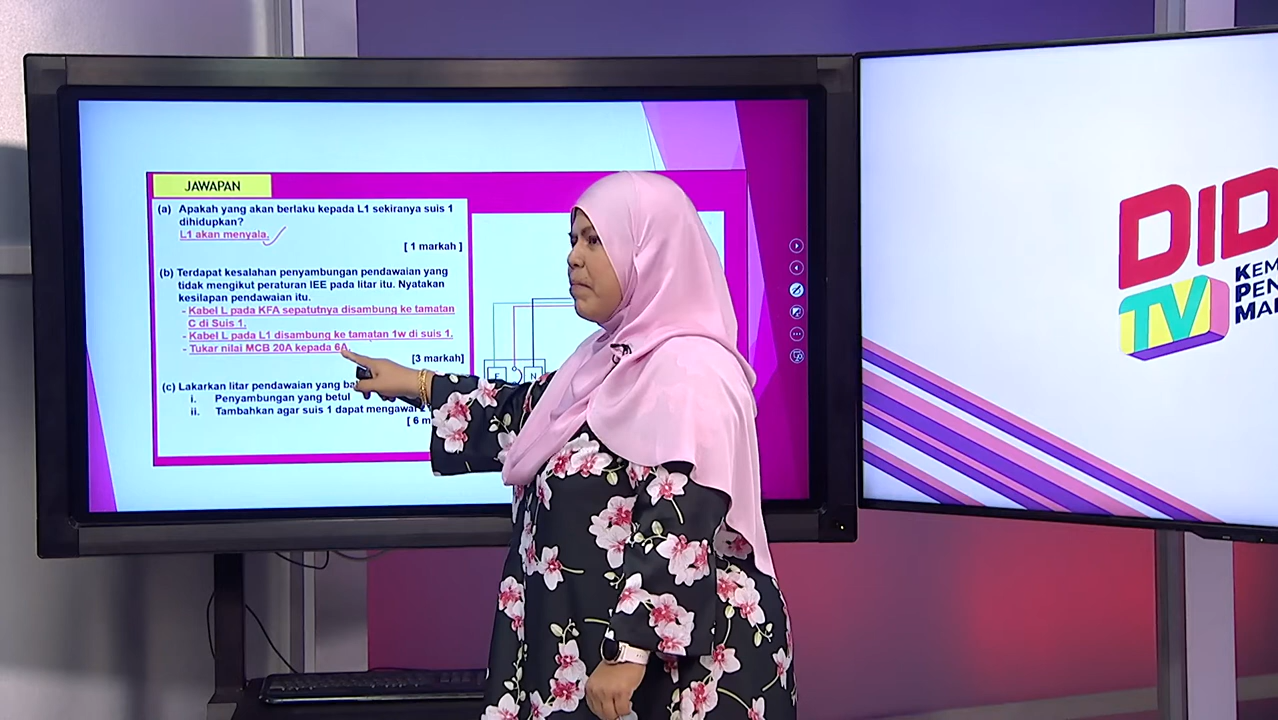 JAWAPAN
(a) Apakah yang akan berlaku kepada L1 sekiranya suis 1
dihidupkan?
L1 akan menyala.
[ 1 markah ]
(b) Terdapat kesalahan penyambungan pendawaian yang
tidak mengikut peraturan IEE pada litar itu. Nyatakan
kesilapan pendawaian itu.
- Kabel L pada KFA sepatutnya disambung ke tamatan
C di Suis 1.
- Kabel L pada L1 disambung ke tamatan 1w di suis 1.
- Tukar nilai MCB 20A kepada 6A.
[3 markah]
(c) Lakarkan litar pendawaian yang
i. Penyambungan yang betul
ii. Tambahkan agar suis 1 dapat mengawal
[ 6
E N
DID
TV